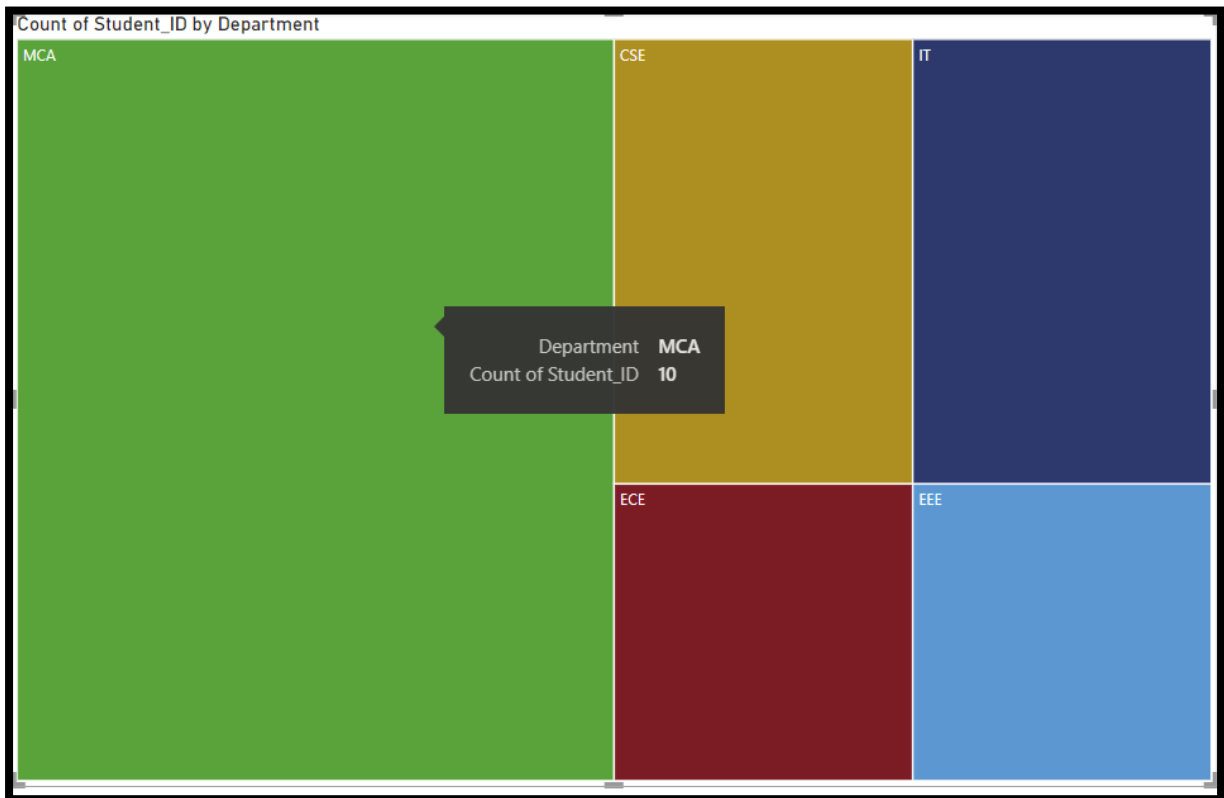 Count of Student_ID by Department
MCA
CSE
IT
Department MCA
Count of Student_ID 10
ECE
EEE